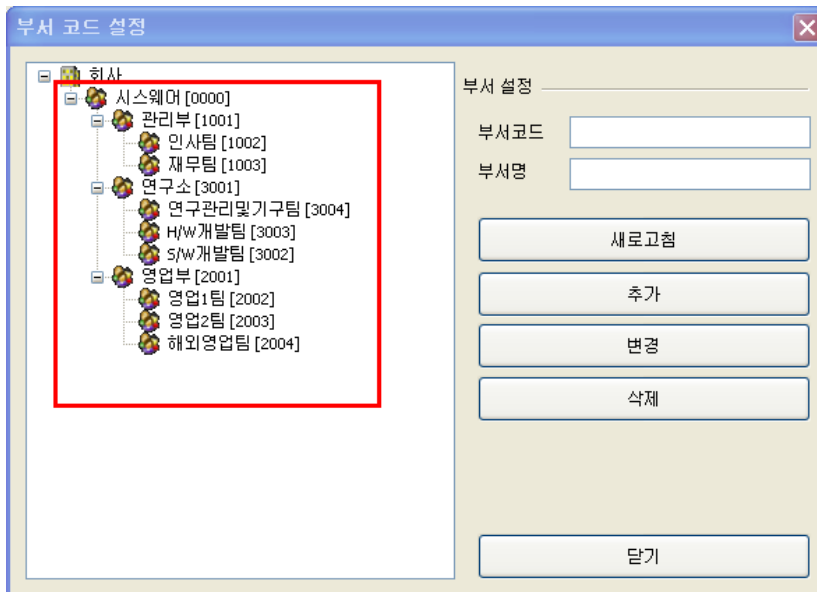 부서 코드 설정
회사
시스웨어 [0000]
관리부 [1001]
인사팀 [1002]
재무팀 [1003]
연구소 [3001]
연구관리및기구팀 [3004]
H/W개발팀 [3003]
S/W개발팀 [3002]
영업부 [2001]
영업1팀 [2002]
영업2팀 [2003]
해외영업팀 [2004]
부서 설정
부서코드
부서명
새로고침
추가
변경
삭제
닫기